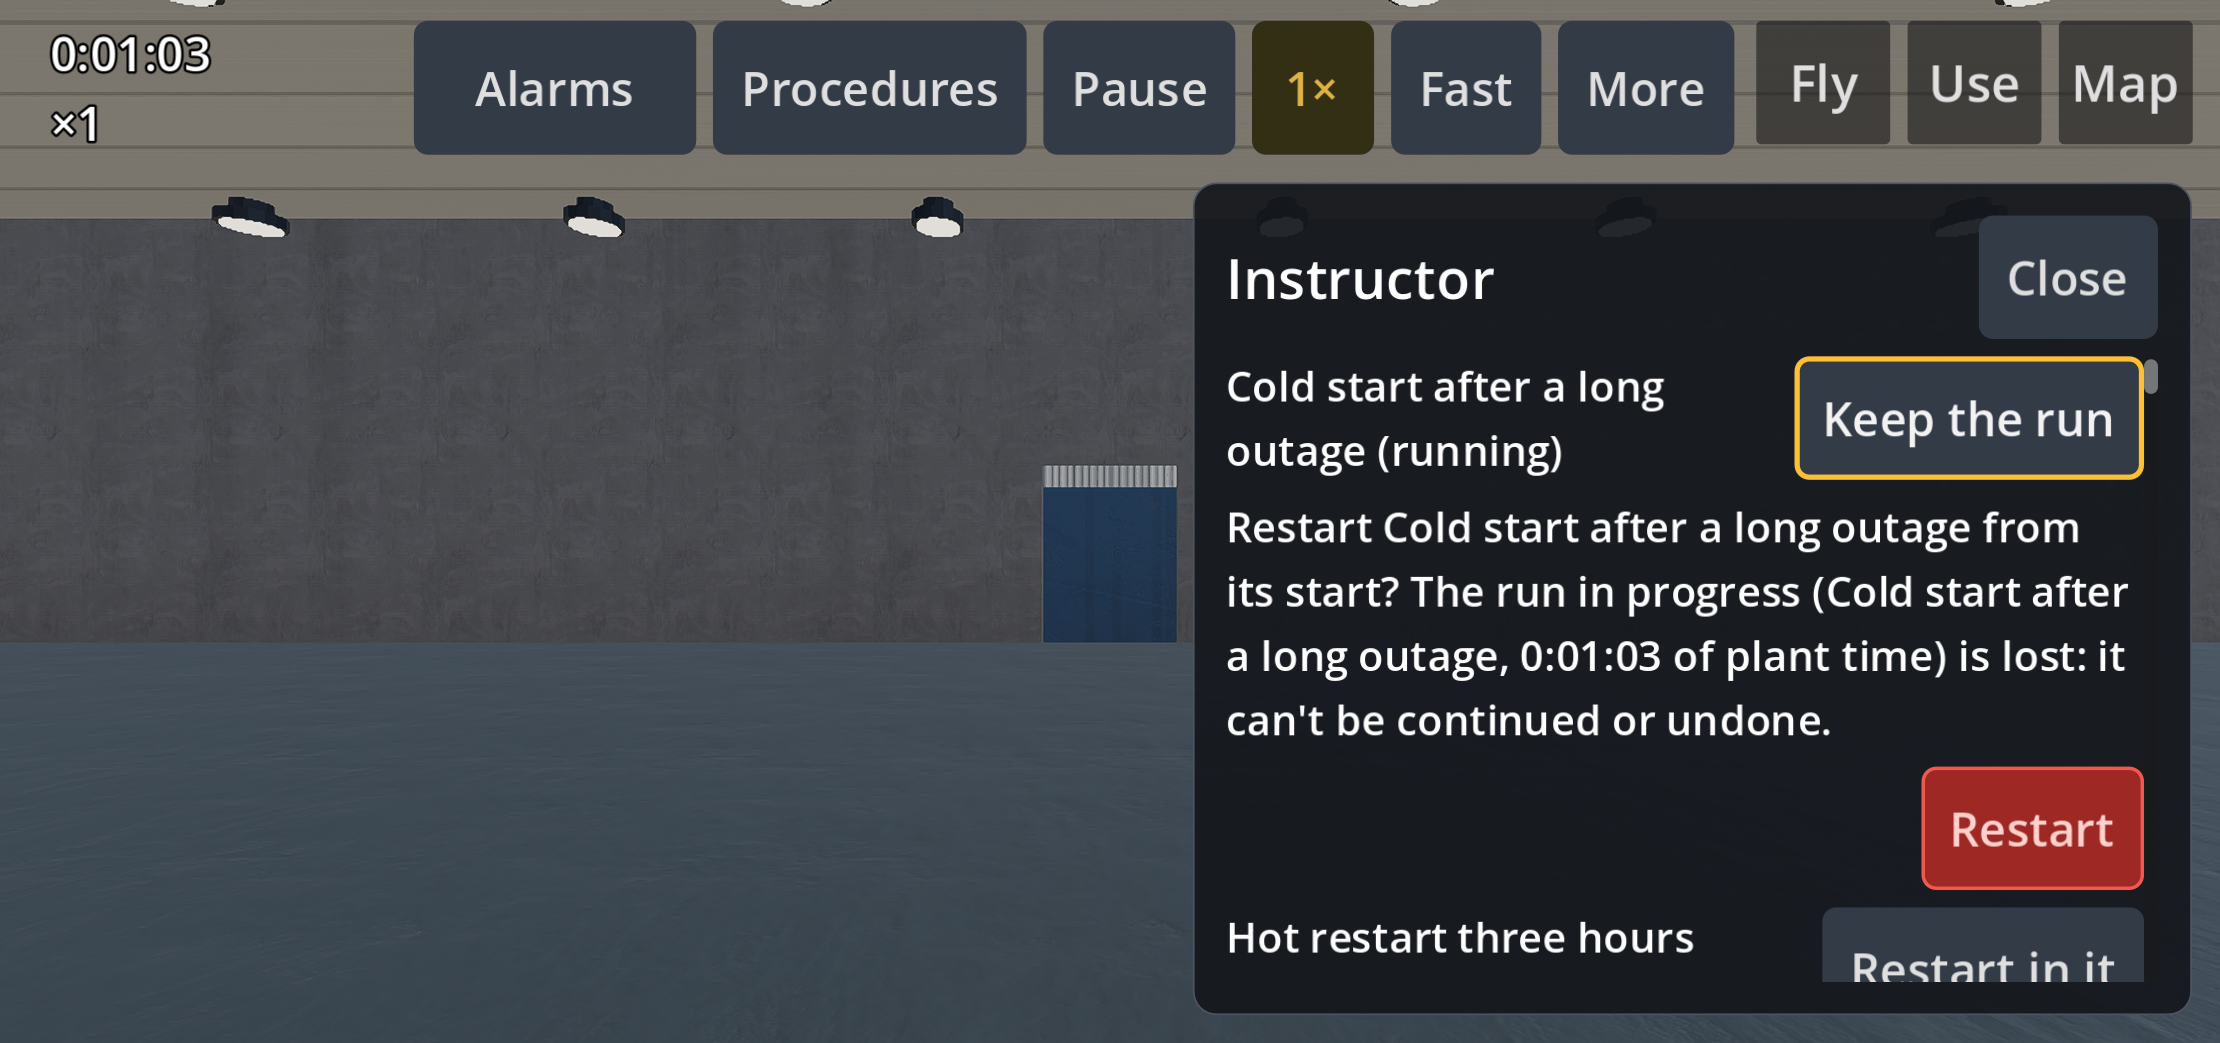 0:01:03
×1
Alarms
Procedures
Pause
1×
Fast
More
Fly
Use
Map
Instructor
Close
Cold start after a long
outage (running)
Keep the run
Restart Cold start after a long outage from
its start? The run in progress (Cold start after
a long outage, 0:01:03 of plant time) is lost: it
can't be continued or undone.
Restart
Hot restart three hours
Restart in it